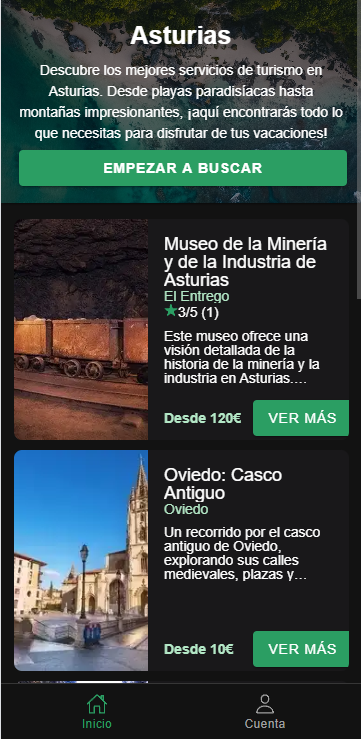 Asturias
Descubre los mejores servicios de turismo en
Asturias. Desde playas paradisíacas hasta
montañas impresionantes, ¡aquí encontrarás todo lo
que necesitas para disfrutar de tus vacaciones!
EMPEZAR A BUSCAR
Museo de la Minería
y de la Industria de
Asturias
El Entrego
3/5 (1)
Este museo ofrece una
visión detallada de la
historia de la minería y la
industria en Asturias.…
Desde 120€
VER MÁS
Oviedo: Casco
Antiguo
Oviedo
Un recorrido por el casco
antiguo de Oviedo,
explorando sus calles
medievales, plazas y…
Desde 10€
VER MÁS
Inicio
Cuenta